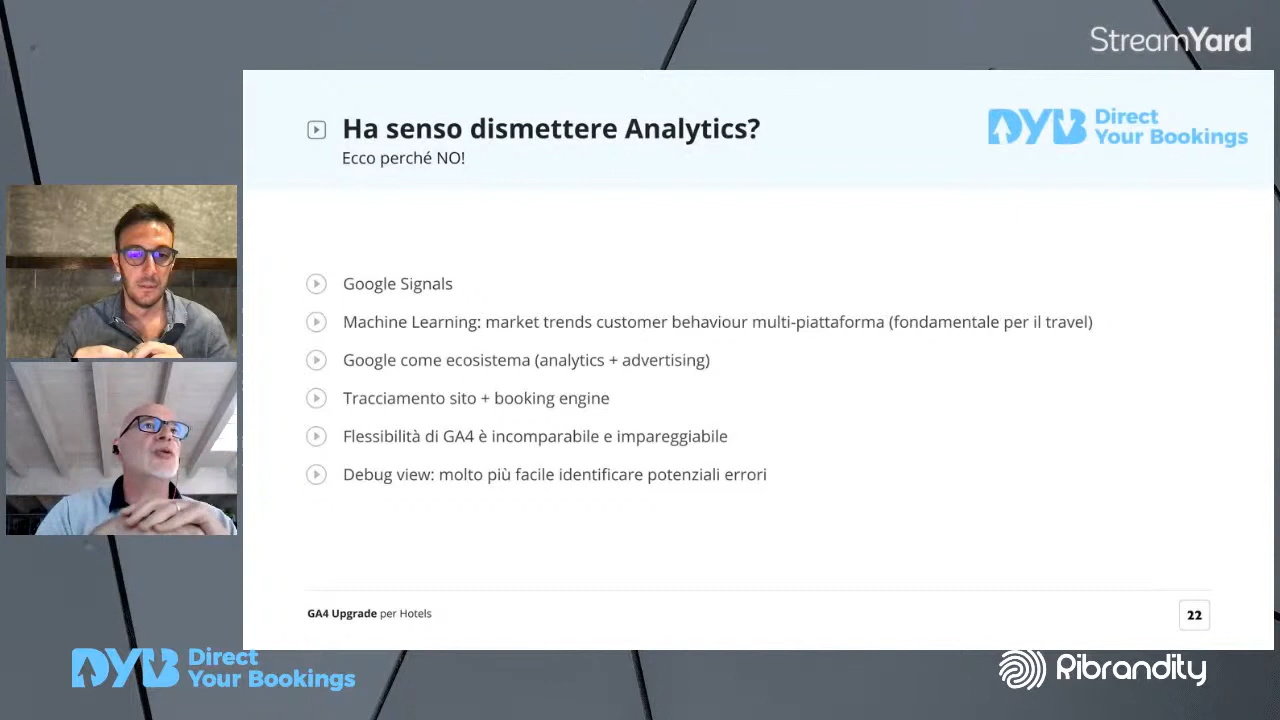 StreamYard
Ha senso dismettere Analytics?
Ecco perché NO!
DYB Direct
Your Bookings
Google Signals
Machine Learning: market trends customer behaviour multi-piattaforma (fondamentale per il travel)
Google come ecosistema (analytics + advertising)
Tracciamento sito + booking engine
Flessibilità di GA4 è incomparabile e impareggiabile
Debug view: molto più facile identificare potenziali errori
GA4 Upgrade per Hotels
22
DYB Direct
Your Bookings
Ribrandity